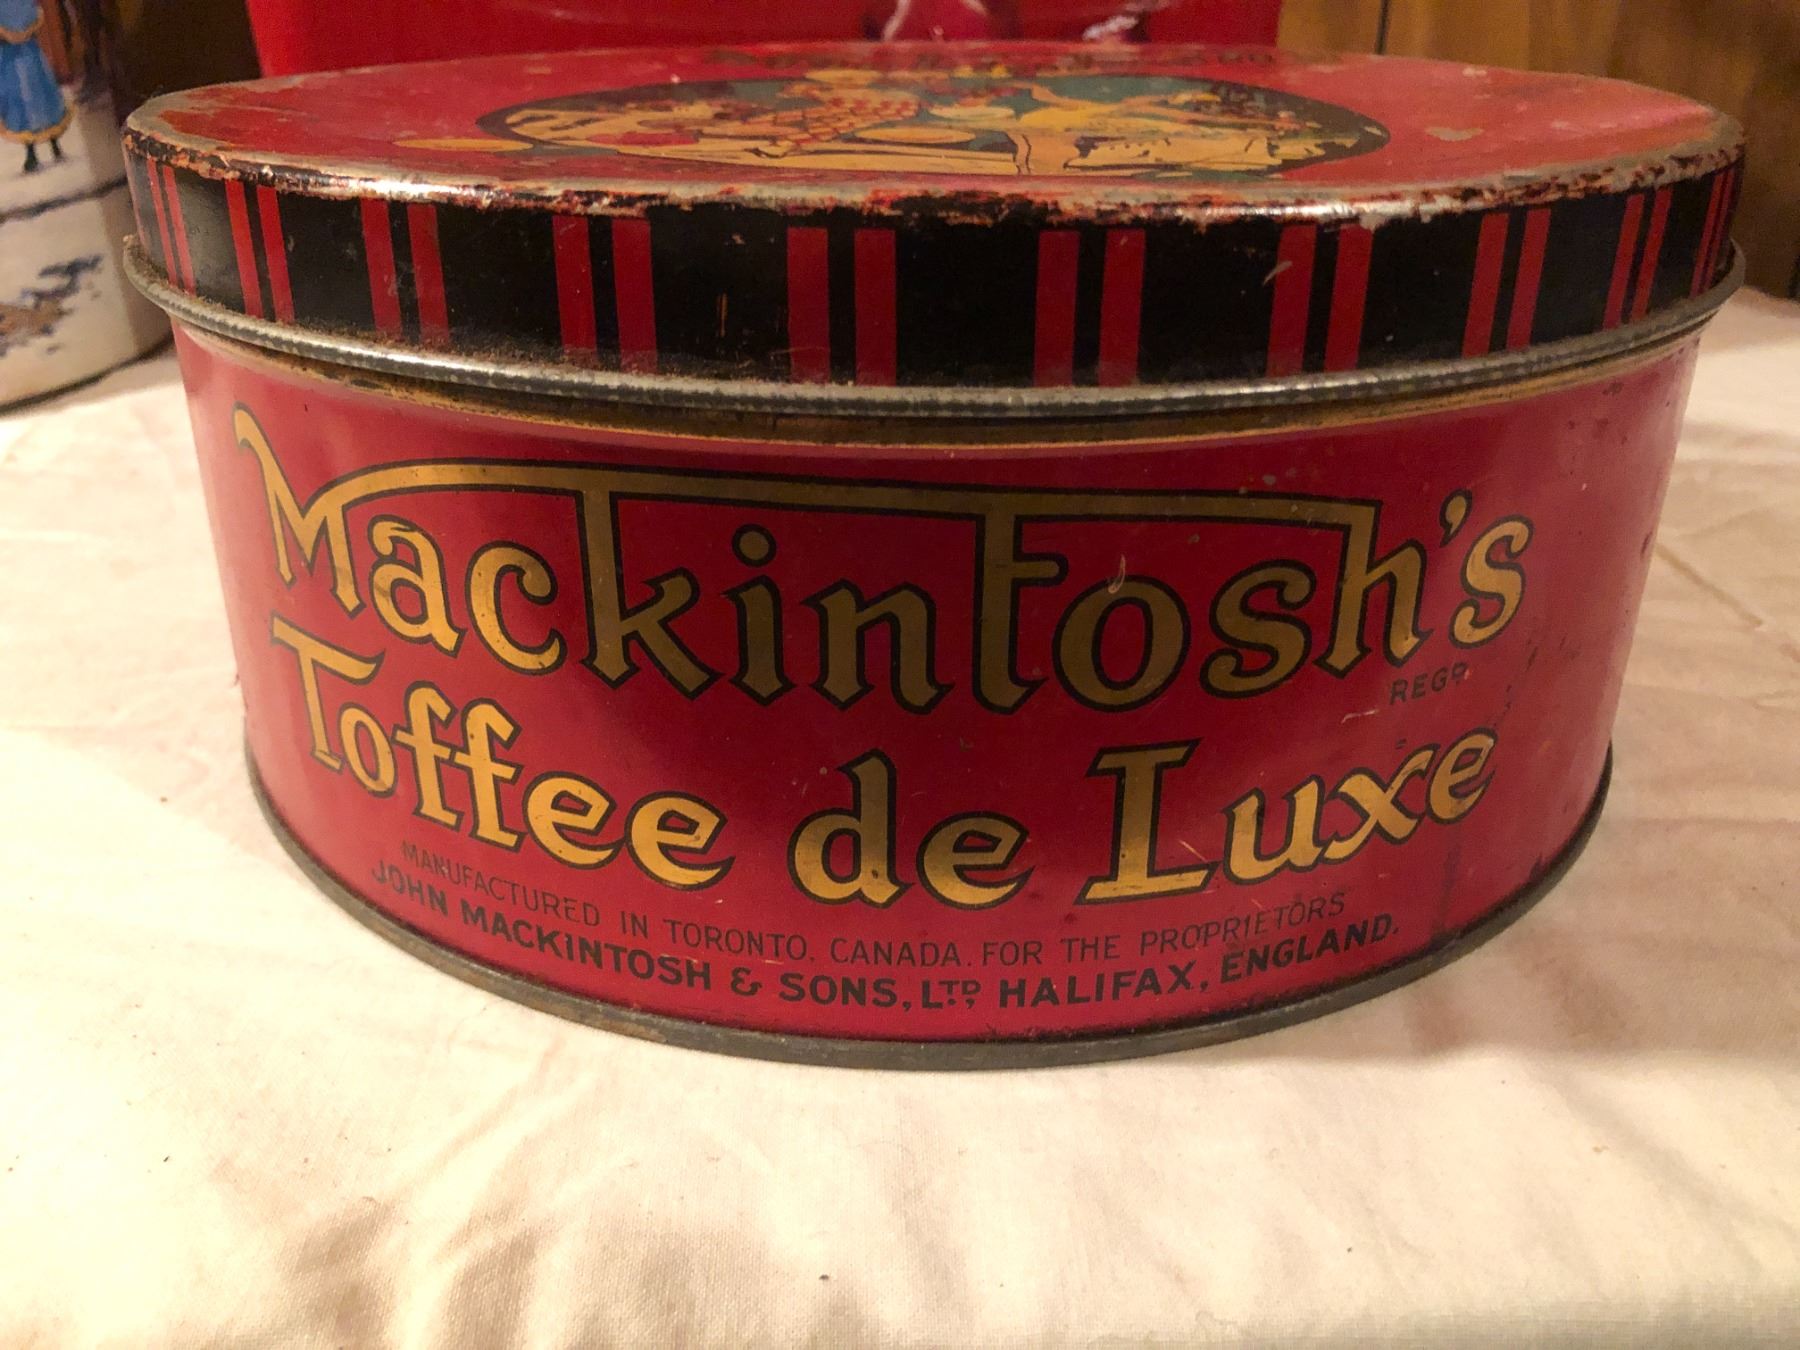 Mackintosh's
REGD
Toffee de Luxe
MANUFACTURED IN TORONTO, CANADA. FOR THE PROPRIETORS
JOHN MACKINTOSH & SONS, LTD, HALIFAX, ENGLAND.